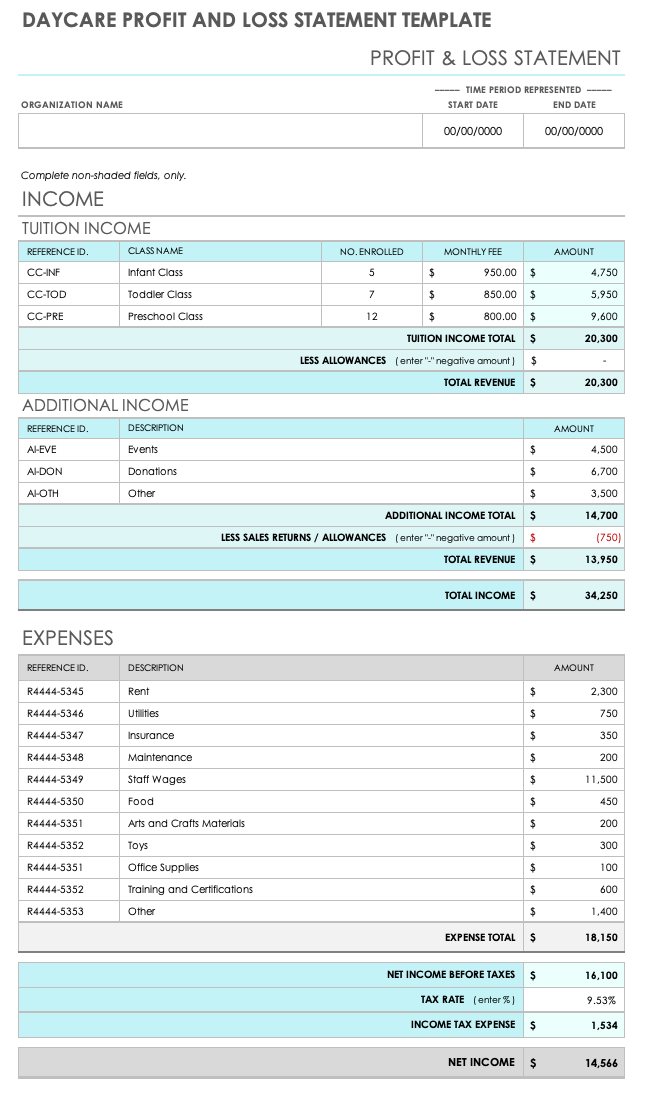 DAYCARE PROFIT AND LOSS STATEMENT TEMPLATE
PROFIT & LOSS STATEMENT
––––– TIME PERIOD REPRESENTED –––––
ORGANIZATION NAME START DATE END DATE
00/00/0000 00/00/0000
Complete non-shaded fields, only.
INCOME
TUITION INCOME
REFERENCE ID. CLASS NAME NO. ENROLLED MONTHLY FEE AMOUNT
CC-INF Infant Class 5 $ 950.00 $ 4,750
CC-TOD Toddler Class 7 $ 850.00 $ 5,950
CC-PRE Preschool Class 12 $ 800.00 $ 9,600
TUITION INCOME TOTAL $ 20,300
LESS ALLOWANCES ( enter "-" negative amount ) $ -
TOTAL REVENUE $ 20,300
ADDITIONAL INCOME
REFERENCE ID. DESCRIPTION AMOUNT
AI-EVE Events $ 4,500
AI-DON Donations $ 6,700
AI-OTH Other $ 3,500
ADDITIONAL INCOME TOTAL $ 14,700
LESS SALES RETURNS / ALLOWANCES ( enter "-" negative amount ) $ (750)
TOTAL REVENUE $ 13,950
TOTAL INCOME $ 34,250
EXPENSES
REFERENCE ID. DESCRIPTION AMOUNT
R4444-5345 Rent $ 2,300
R4444-5346 Utilities $ 750
R4444-5347 Insurance $ 350
R4444-5348 Maintenance $ 200
R4444-5349 Staff Wages $ 11,500
R4444-5350 Food $ 450
R4444-5351 Arts and Crafts Materials $ 200
R4444-5352 Toys $ 300
R4444-5351 Office Supplies $ 100
R4444-5352 Training and Certifications $ 600
R4444-5353 Other $ 1,400
EXPENSE TOTAL $ 18,150
NET INCOME BEFORE TAXES $ 16,100
TAX RATE ( enter % ) 9.53%
INCOME TAX EXPENSE $ 1,534
NET INCOME $ 14,566